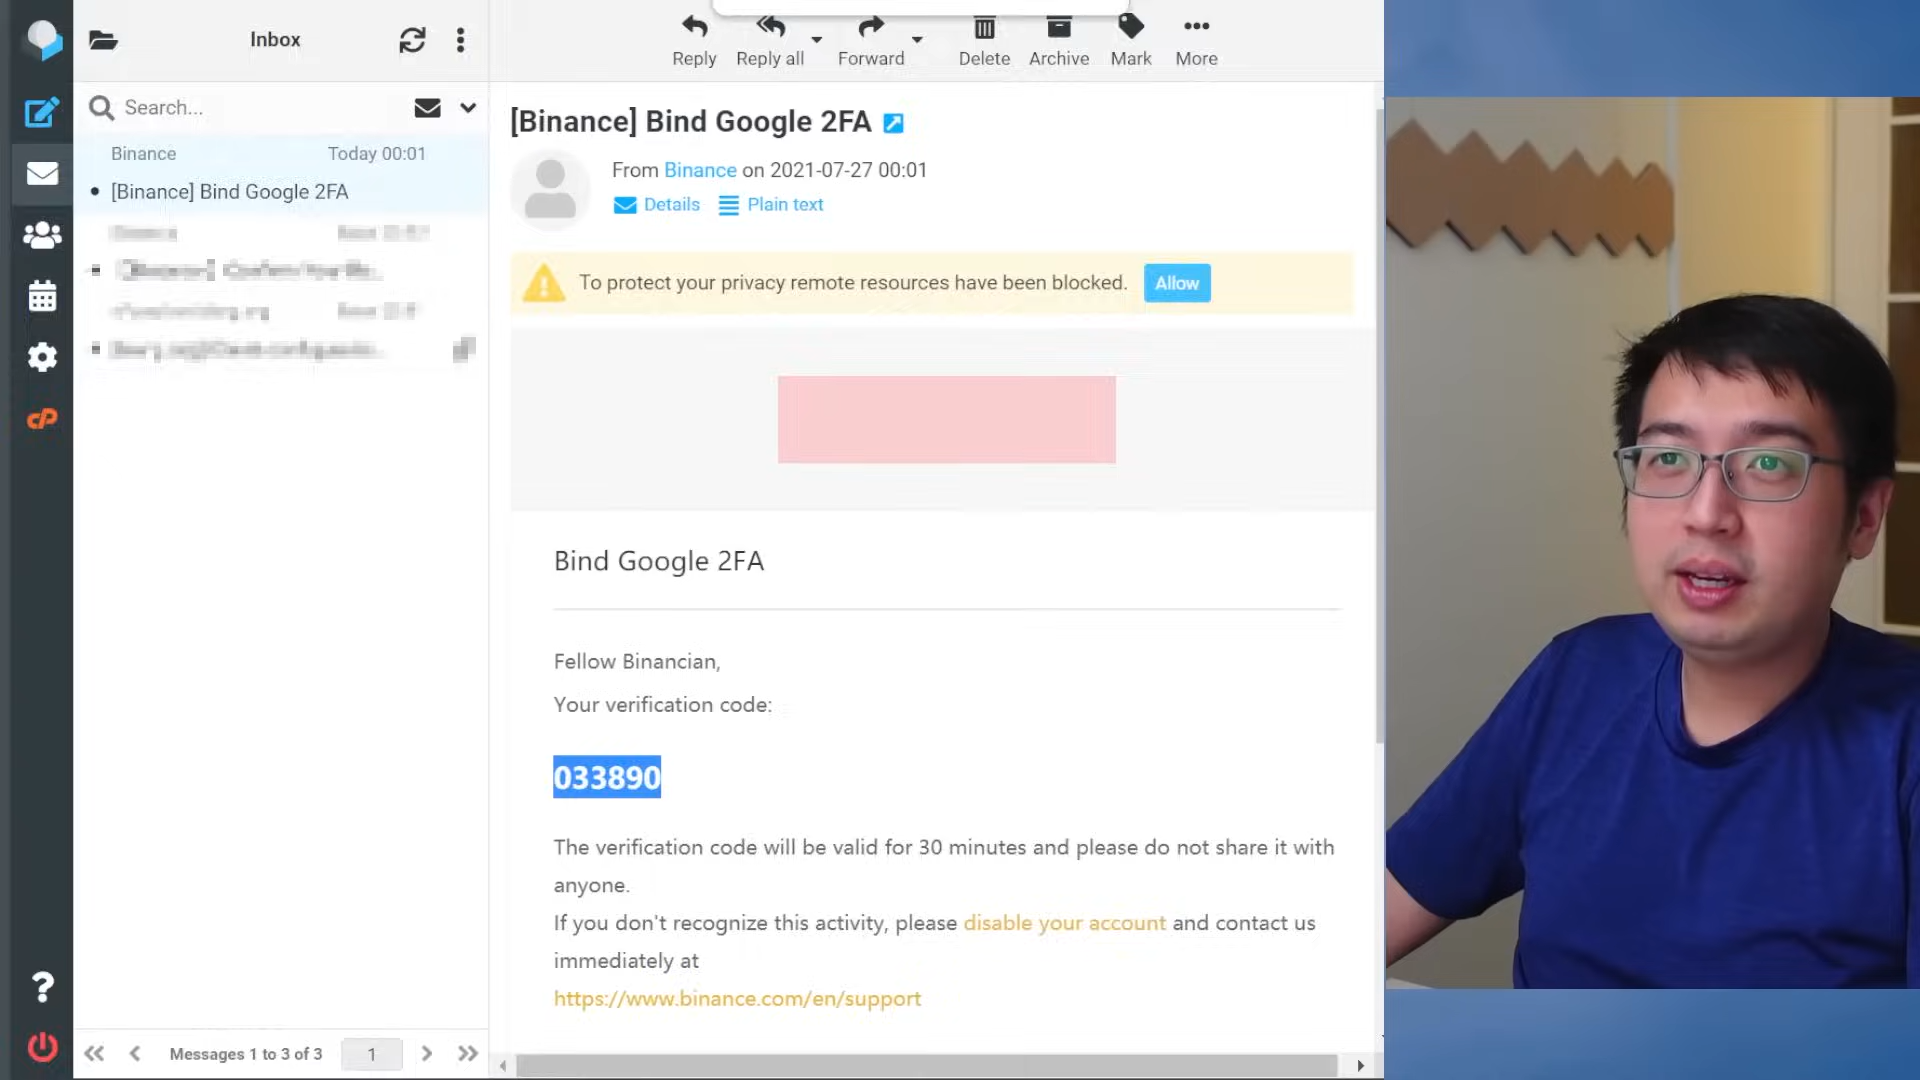 Inbox
Reply
Reply all
Forward
Delete
Archive
Mark
More
Search...
Binance
Today 00:01
[Binance] Bind Google 2FA
[Binance] Bind Google 2FA
From Binance on 2021-07-27 00:01
Details
Plain text
To protect your privacy remote resources have been blocked.
Allow
Bind Google 2FA
Fellow Binancian,
Your verification code:
033890
The verification code will be valid for 30 minutes and please do not share it with
anyone.
If you don't recognize this activity, please disable your account and contact us
immediately at
https://www.binance.com/en/support
cP
Messages 1 to 3 of 3
1